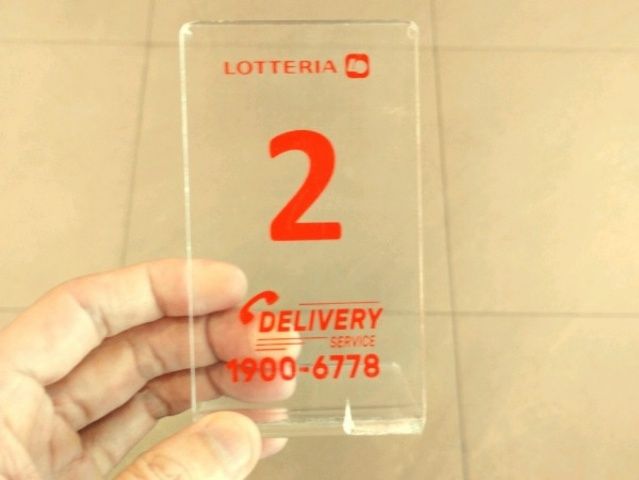 LOTTERIA
2
DELIVERY
SERVICE
1900-6778